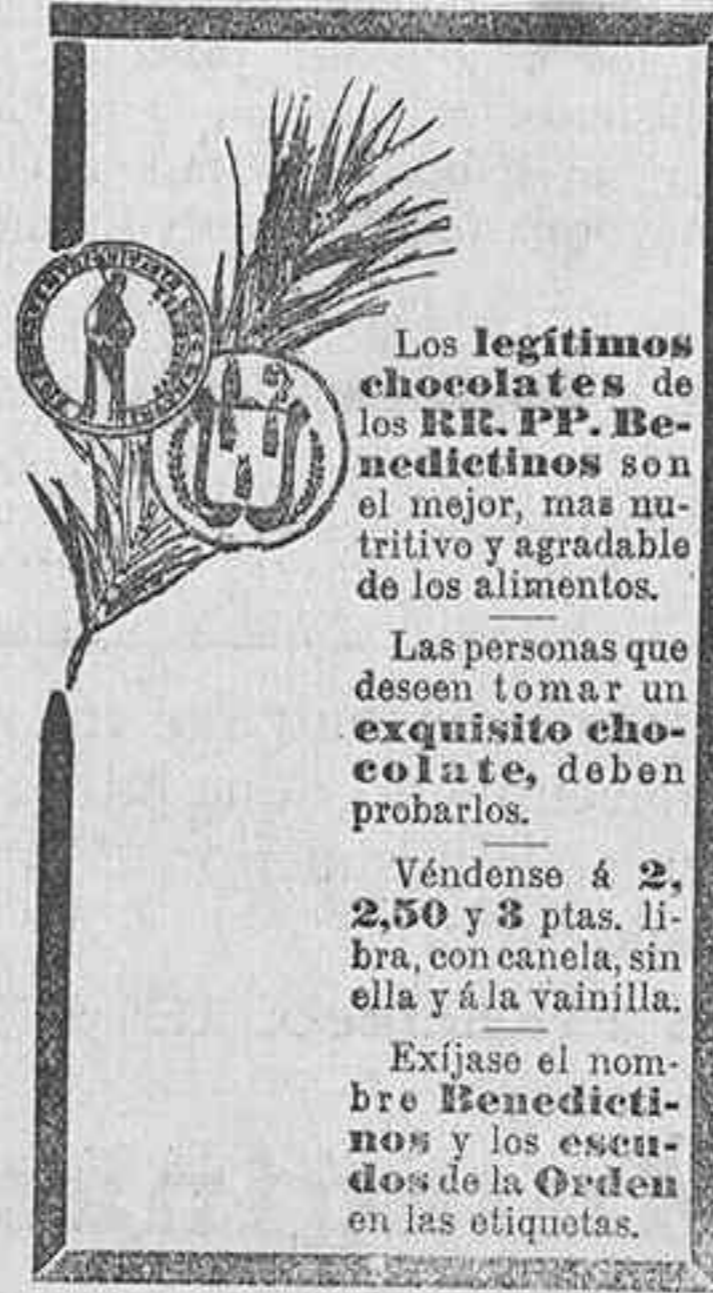 Los legítimos
chocolates de
los RR. PP. Be-
nedictinos son
el mejor, mas nu-
tritivo y agradable
de los alimentos.
Las personas que
deseen tomar un
exquisito cho-
colate, deben
probarlos.
Véndense á 2,
2,50 y 3 ptas. li-
bra, con canela, sin
ella y á la vainilla.
Exíjase el nom-
bre Benedicti-
nos y los escu-
dos de la Orden
en las etiquetas.